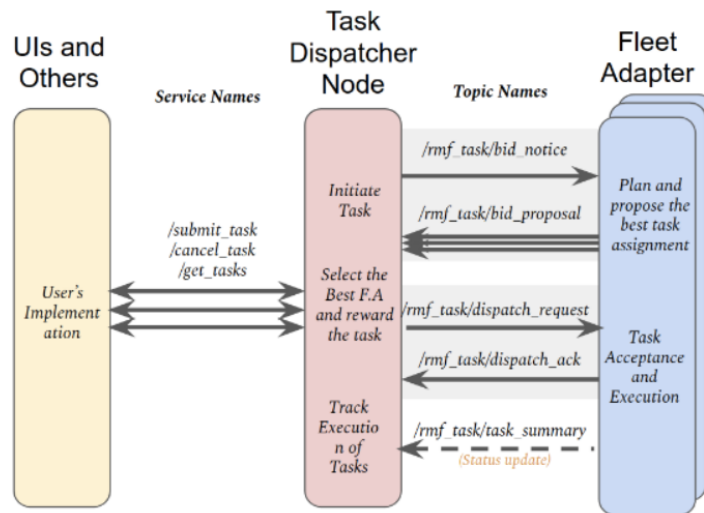 UIs and
Others
Service Names
Task
Dispatcher
Node
Topic Names
Fleet
Adapter
User's
Implement
ation
/submit_task
/cancel_task
/get_tasks
Initiate
Task
Select the
Best F.A
and reward
the task
Track
Executio
n of
Tasks
/rmf_task/bid_notice
/rmf_task/bid_proposal
/rmf_task/dispatch_request
/rmf_task/dispatch_ack
/rmf_task/task_summary
(Status update)
Plan and
propose the
best task
assignment
Task
Acceptance
and
Execution